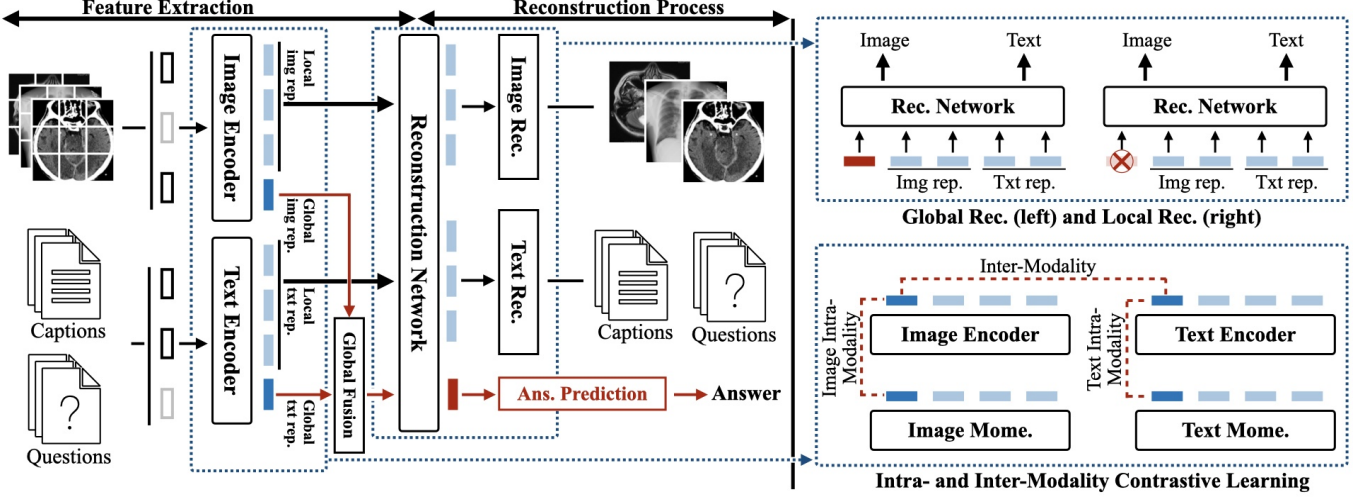 Feature Extraction
Reconstruction Process
Image Encoder
Local
img rep.
Global
img rep.
Text Encoder
Local
txt rep.
Global
txt rep.
Global Fusion
Reconstruction Network
Image Rec.
Text Rec.
Ans. Prediction
Answer
Captions
Questions
Captions
Questions
?
?
Image
Text
Rec. Network
Img rep.
Txt rep.
Image
Text
Rec. Network
Img rep.
Txt rep.
Global Rec. (left) and Local Rec. (right)
Inter-Modality
Image Intra-
Modality
Image Encoder
Image Mome.
Text Intra-
Modality
Text Encoder
Text Mome.
Intra- and Inter-Modality Contrastive Learning